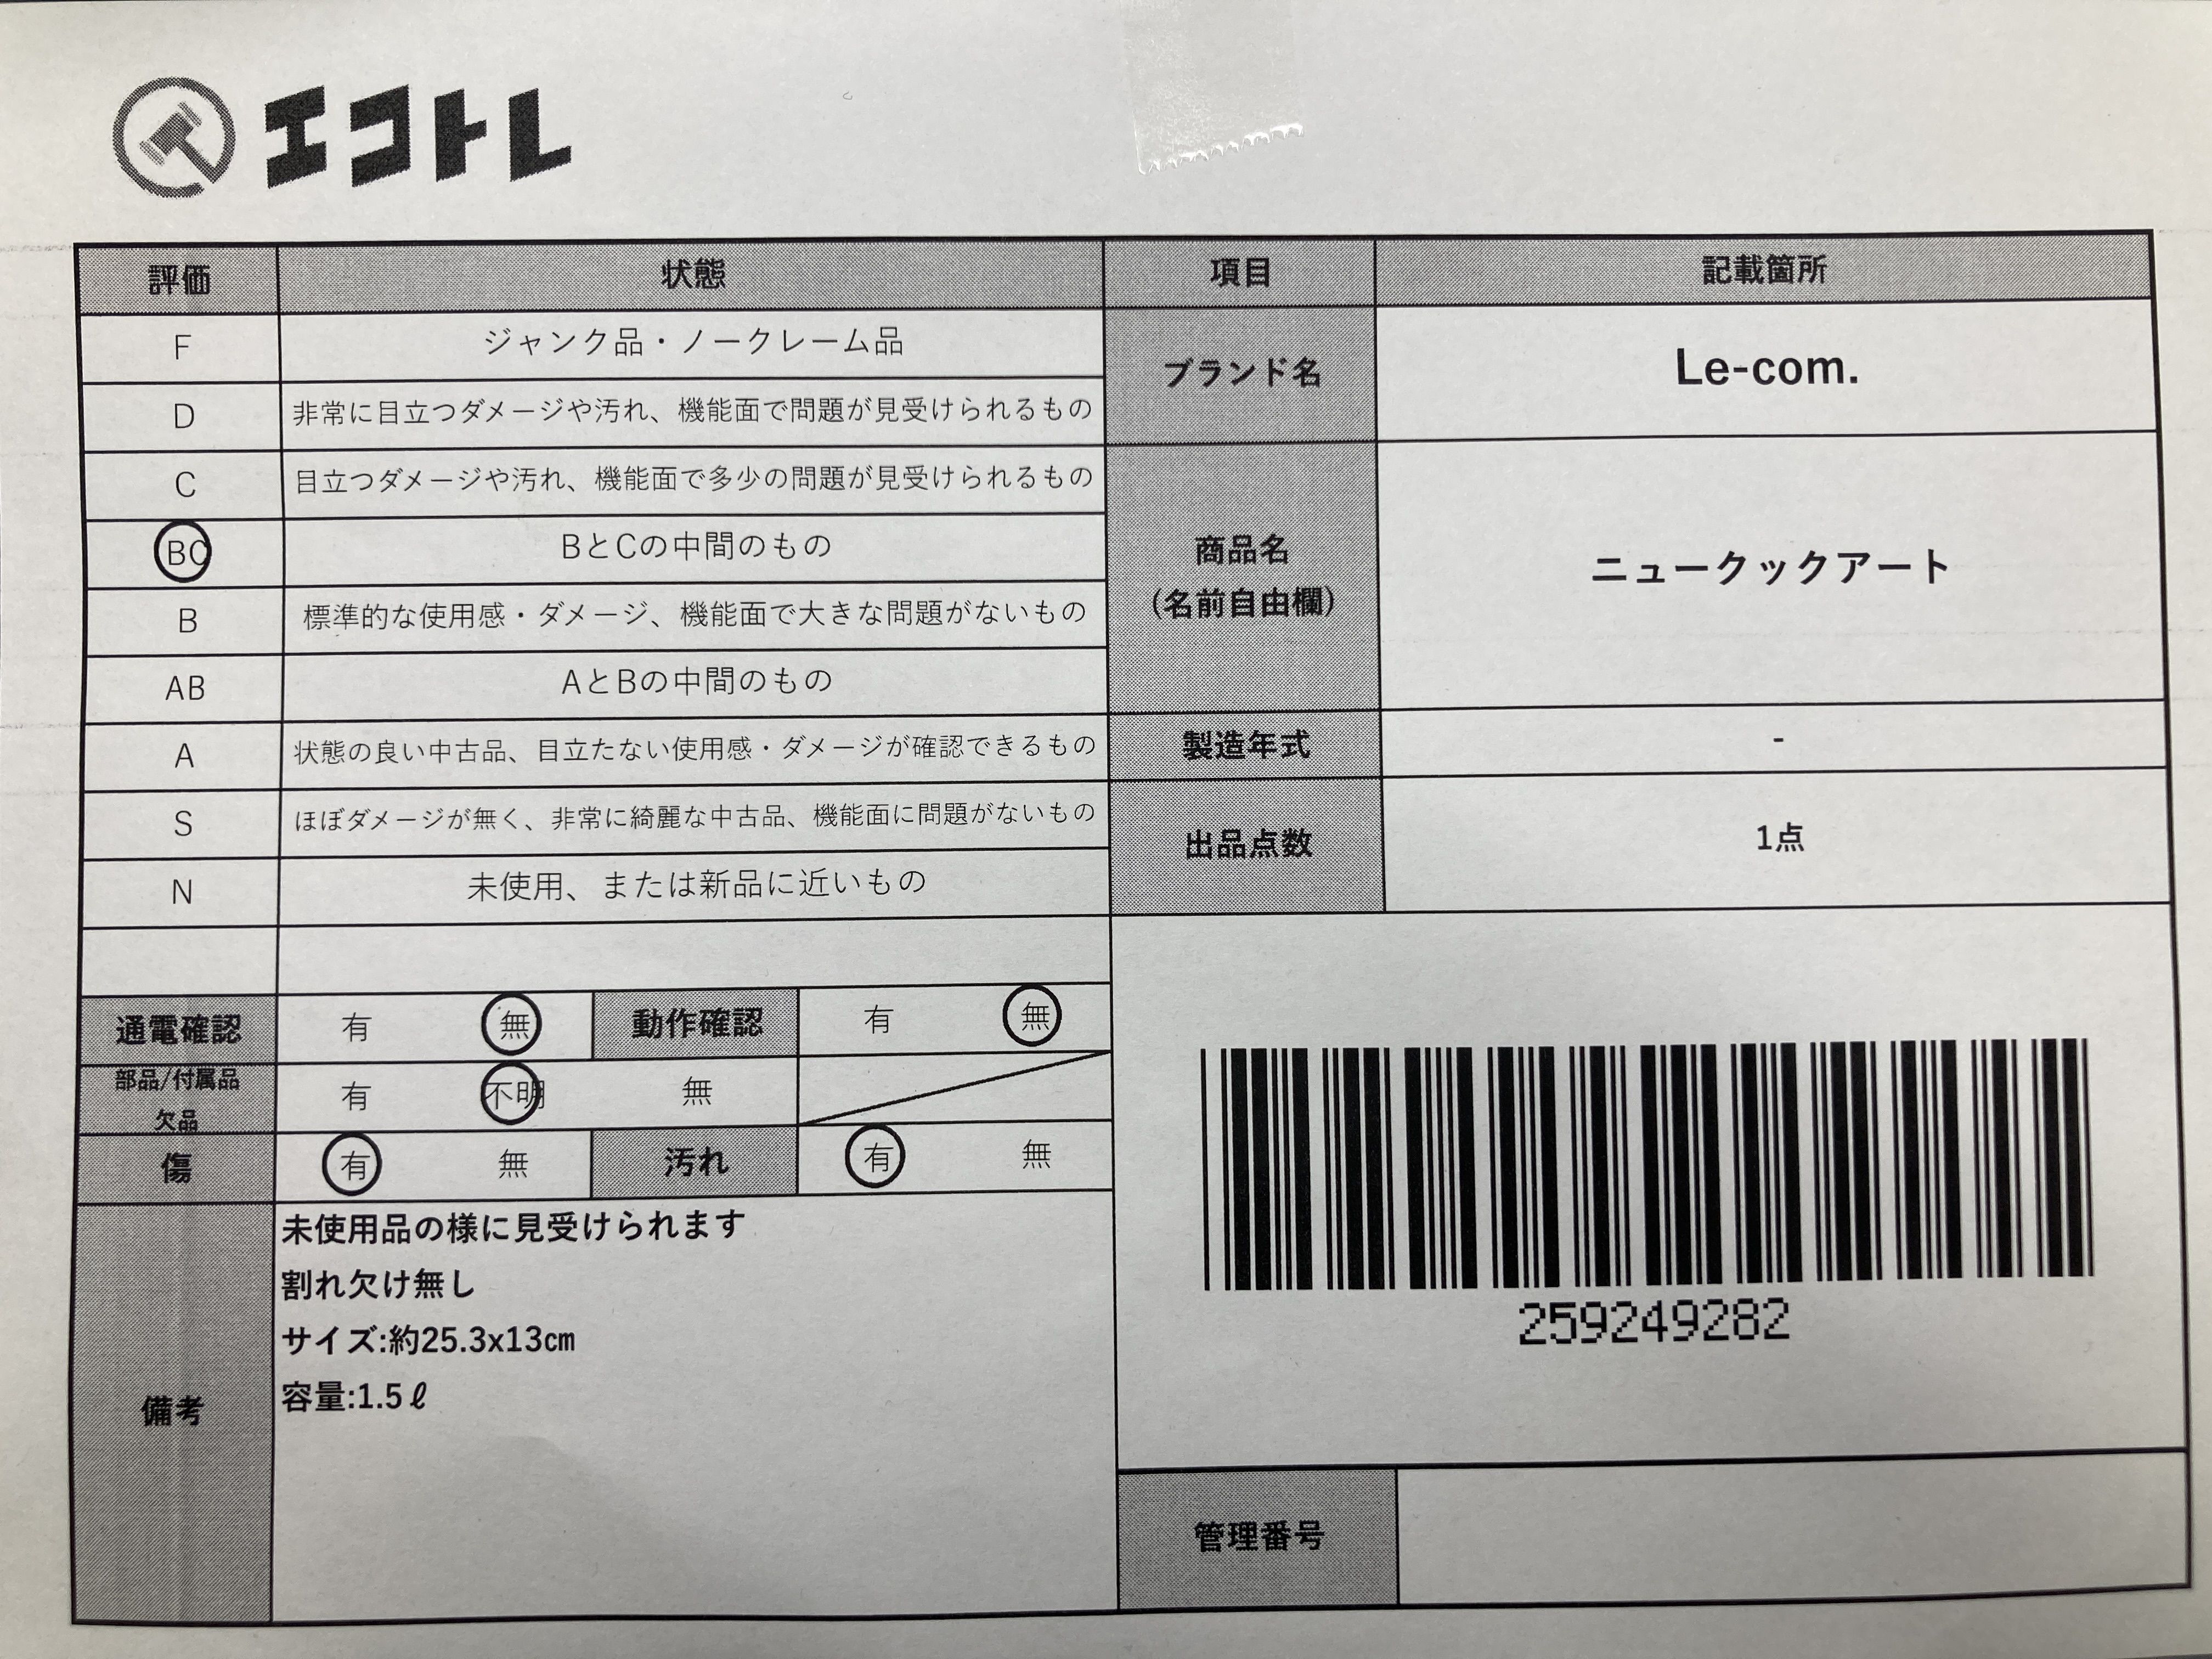 エコトレ
評価 状態 項目 記載箇所
F ジャンク品・ノークレーム品
D 非常に目立つダメージや汚れ、機能面で問題が見受けられるもの
C 目立つダメージや汚れ、機能面で多少の問題が見受けられるもの
BC BとCの中間のもの
B 標準的な使用感・ダメージ、機能面で大きな問題がないもの
AB AとBの中間のもの
A 状態の良い中古品、目立たない使用感・ダメージが確認できるもの
S ほぼダメージが無く、非常に綺麗な中古品、機能面に問題がないもの
N 未使用、または新品に近いもの
ブランド名 Le-com.
商品名
(名前自由欄)
ニュークックアート
製造年式 -
出品点数 1点
通電確認 有 無 動作確認 有 無
部品/付属品
欠品
有 不明 無
傷 有 無 汚れ 有 無
備考
未使用品の様に見受けられます
割れ欠け無し
サイズ:約25.3x13㎝
容量:1.5ℓ
259249282
管理番号